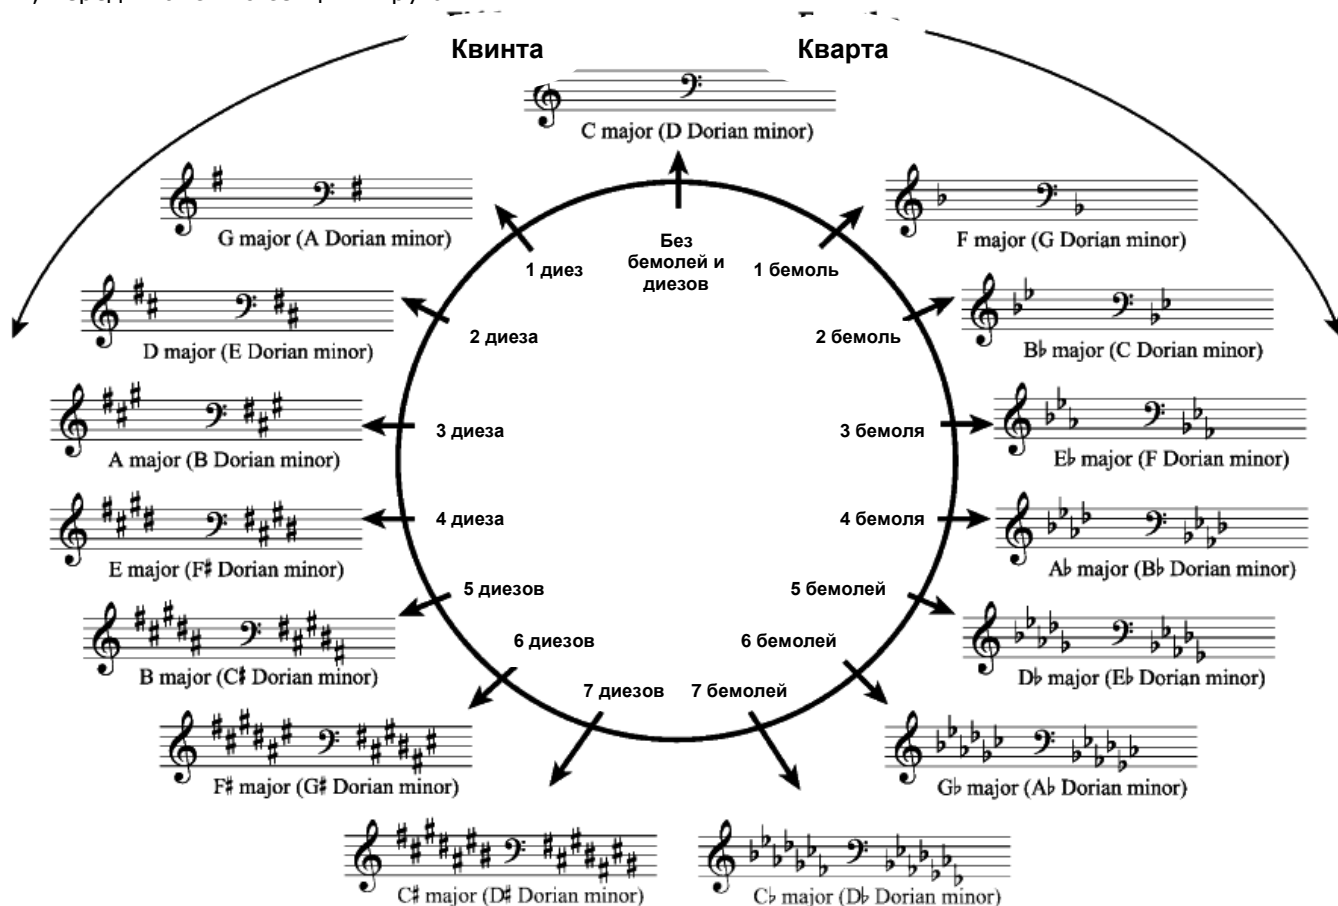 Квинта
Кварта
C major (D Dorian minor)
G major (A Dorian minor)
F major (G Dorian minor)
Без
бемолей и
диезов
1 диез
1 бемоль
D major (E Dorian minor)
B♭ major (C Dorian minor)
2 диеза
2 бемоль
A major (B Dorian minor)
E♭ major (F Dorian minor)
3 диеза
3 бемоля
E major (F♯ Dorian minor)
A♭ major (B♭ Dorian minor)
4 диеза
4 бемоля
B major (C♯ Dorian minor)
D♭ major (E♭ Dorian minor)
5 диезов
5 бемолей
F♯ major (G♯ Dorian minor)
G♭ major (A♭ Dorian minor)
6 диезов
6 бемолей
7 диезов
7 бемолей
C♯ major (D♯ Dorian minor)
C♭ major (D♭ Dorian minor)